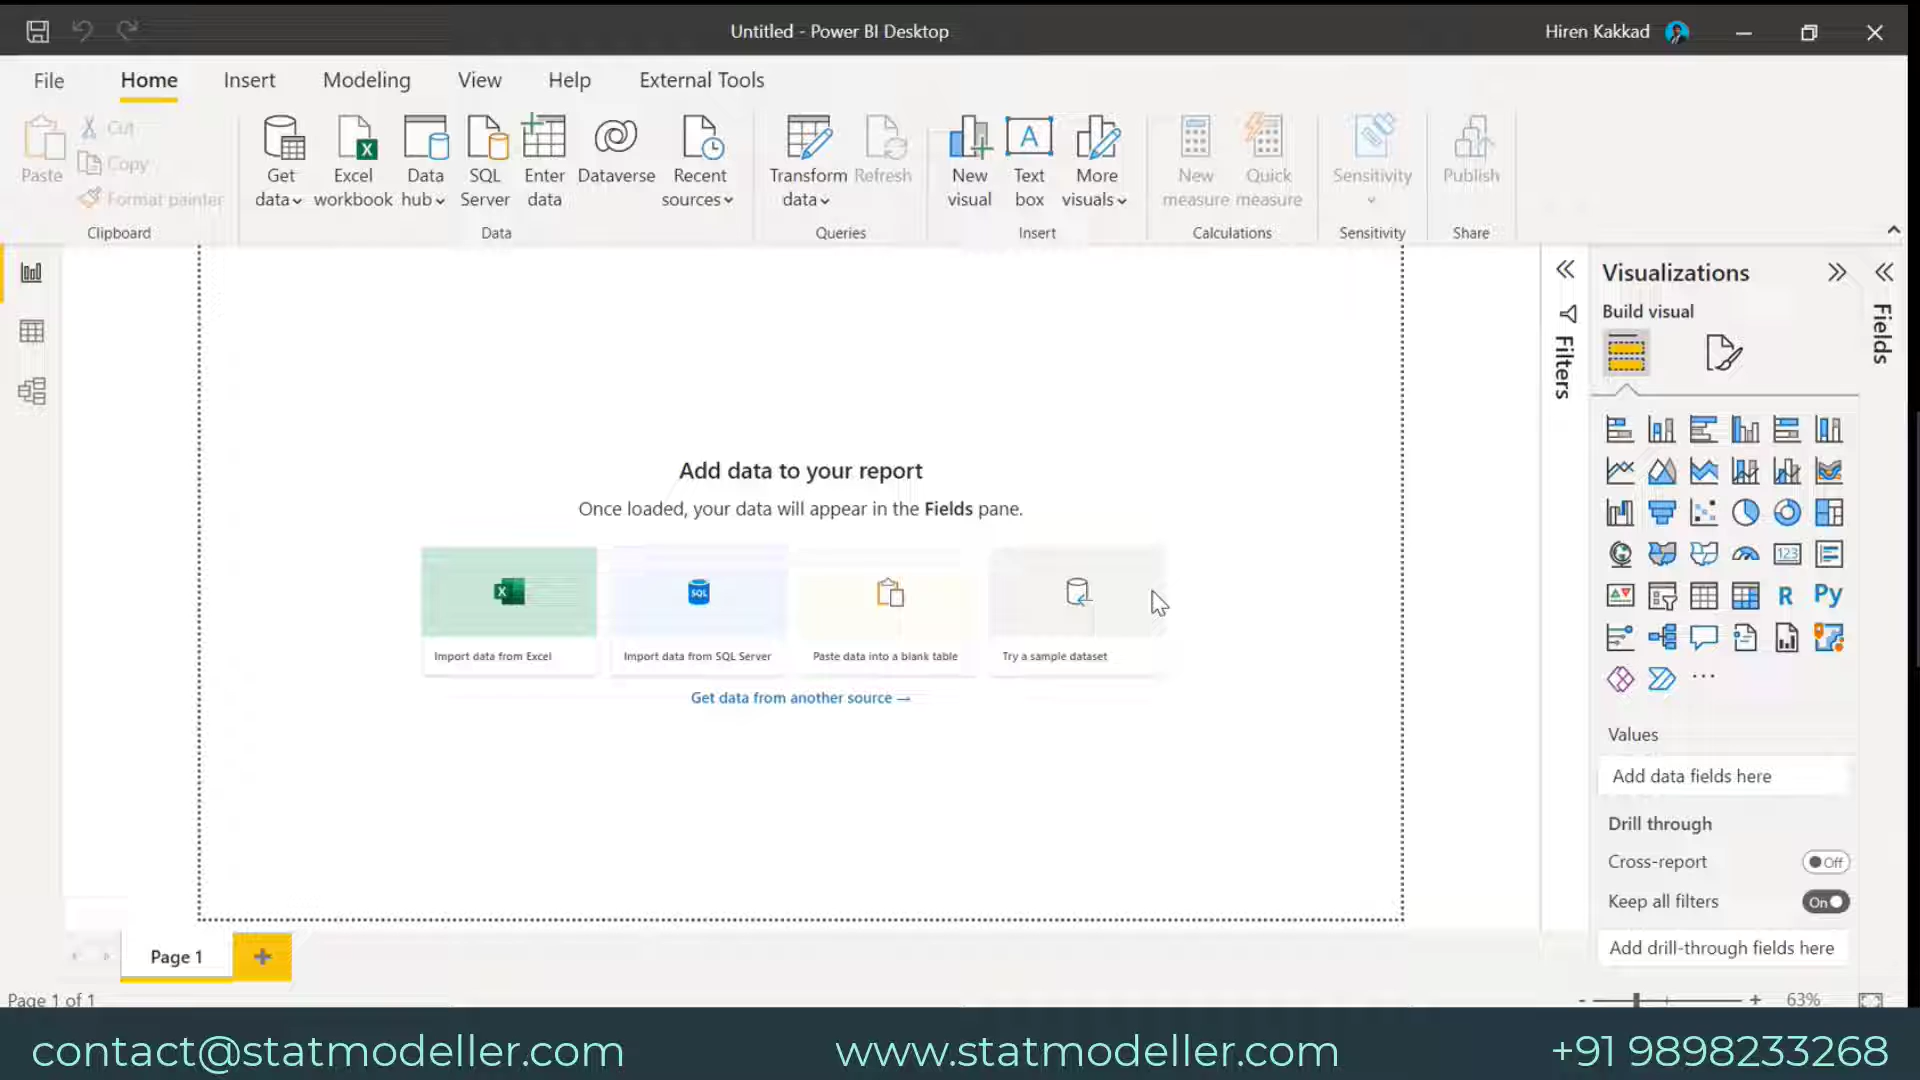 Untitled - Power BI Desktop
Hiren Kakkad
File
Home
Insert
Modeling
View
Help
External Tools
Paste
Cut
Copy
Format painter
Clipboard
Get data
Excel workbook
Data hub
SQL Server
Enter data
Dataverse
Recent sources
Data
Transform data
Refresh
Queries
New visual
Text box
More visuals
Insert
New measure
Quick measure
Calculations
Sensitivity
Sensitivity
Publish
Share
Filters
Visualizations
Build visual
Fields
123
R
Py
Values
Add data fields here
Drill through
Cross-report
Off
Keep all filters
On
Add drill-through fields here
Add data to your report
Once loaded, your data will appear in the Fields pane.
SQL
Import data from Excel
Import data from SQL Server
Paste data into a blank table
Try a sample dataset
Get data from another source →
Page 1
+
Page 1 of 1
- + 63%
contact@statmodeller.com
www.statmodeller.com
+91 9898233268